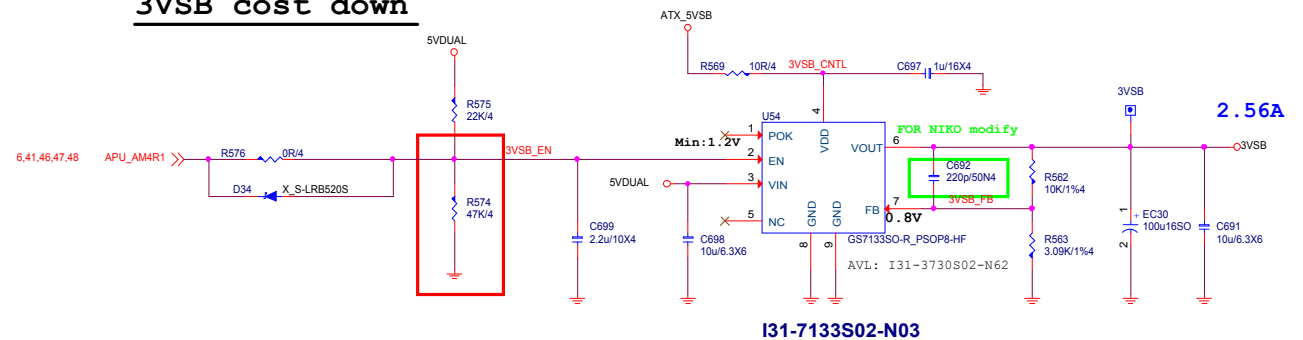 3VSB cost down
ATX_5VSB
5VDUAL
R569
10R/4
3VSB_CNTL
C697
1u/16X4
R575
22K/4
3VSB
2.56A
U54
4
FOR NIKO modify
6,41,46,47,48
APU_AM4R1
R576
0R/4
3VSB_EN
Min:1.2V
1
POK
VDD
VOUT
6
3VSB
2
EN
C692
220p/50N4
R562
10K/1%4
D34
X_S-LRB520S
5VDUAL
3
VIN
R574
47K/4
3VSB_FB
7
FB
0.8V
5
NC
GND
GND
1
+
EC30
100u16SO
2
C691
10u/6.3X6
C699
2.2u/10X4
C698
10u/6.3X6
8
9
GS7133SO-R_PSOP8-HF
R563
3.09K/1%4
AVL: I31-3730S02-N62
I31-7133S02-N03